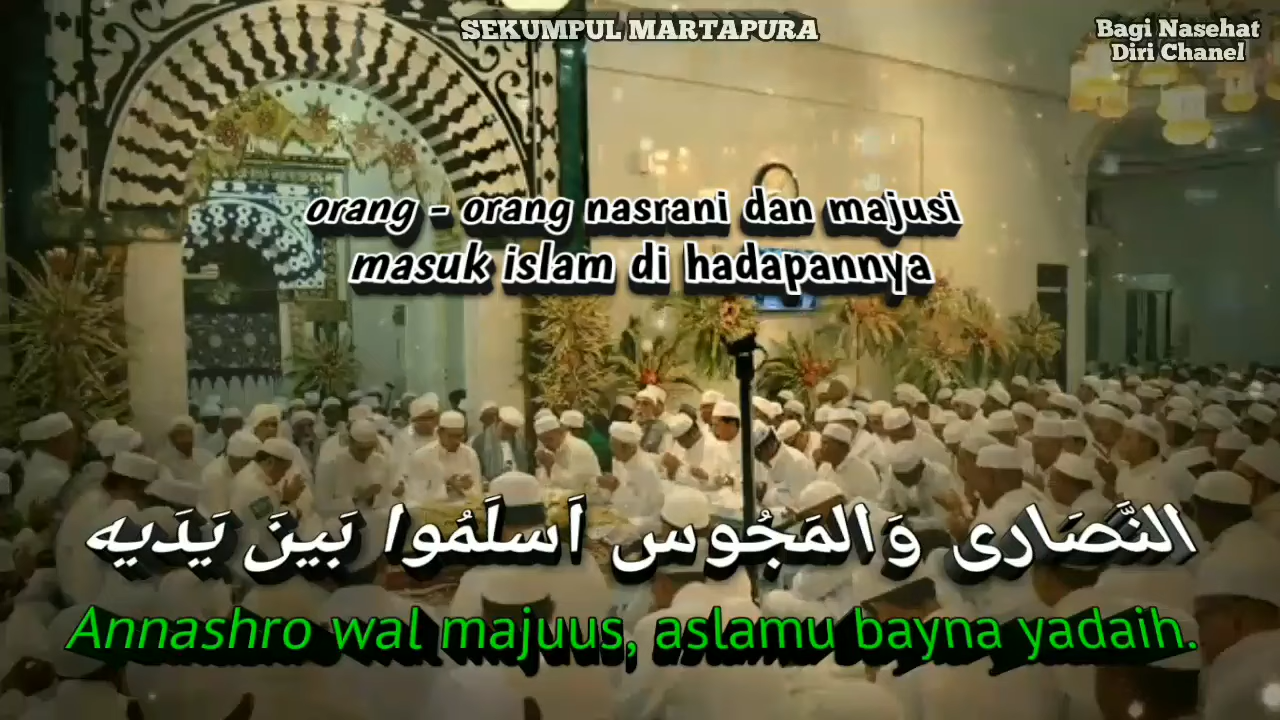 SEKUMPUL MARTAPURA
Bagi Nasehat
Diri Chanel
orang - orang nasrani dan majusi
masuk islam di hadapannya
النَّصَارى وَالمَجُوس اَسلَمُوا بَينَ يَدَيه
Annashro wal majuus, aslamu bayna yadaih.